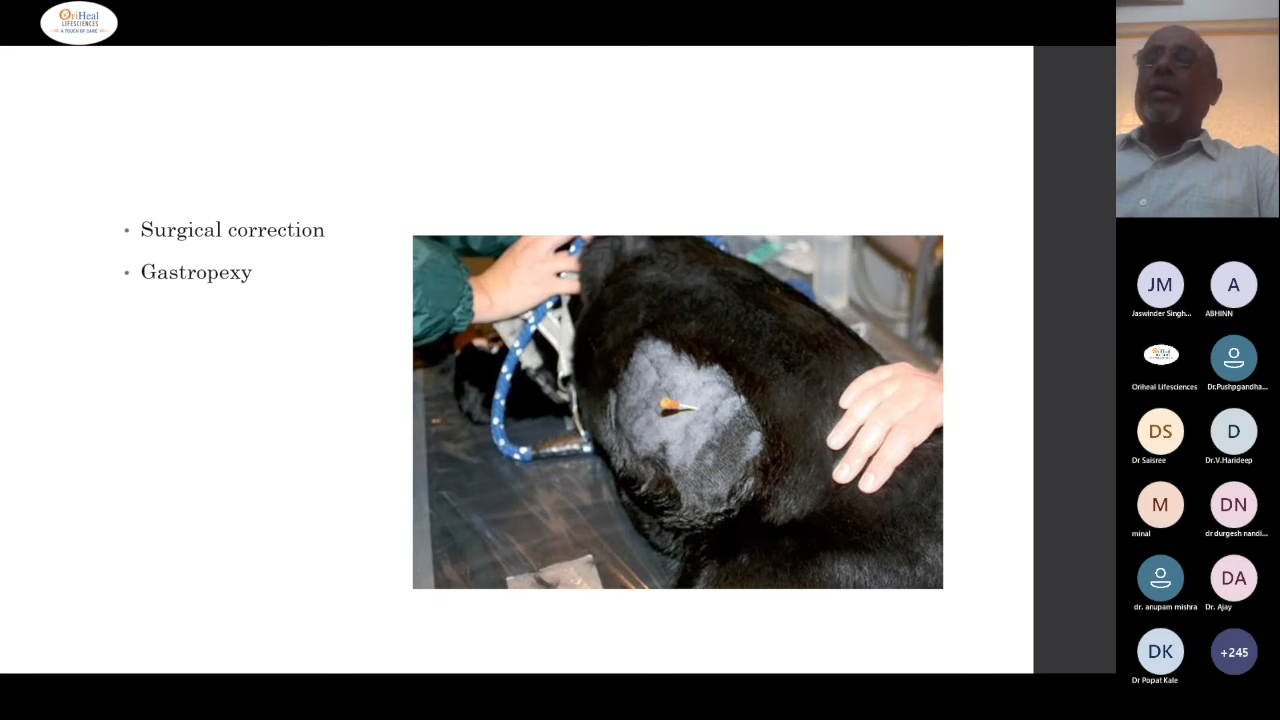 OriHeal
LIFESCIENCES
A TOUCH OF CARE
• Surgical correction
• Gastropexy
JM
Jaswinder Singh...
A
ABHINN
Oriheal Lifesciences
Dr.Pushpgandha...
DS
Dr Saisree
D
Dr.V.Harideep
M
minal
DN
dr durgesh nandi...
dr. anupam mishra
DA
Dr. Ajay
DK
Dr Popat Kale
+245